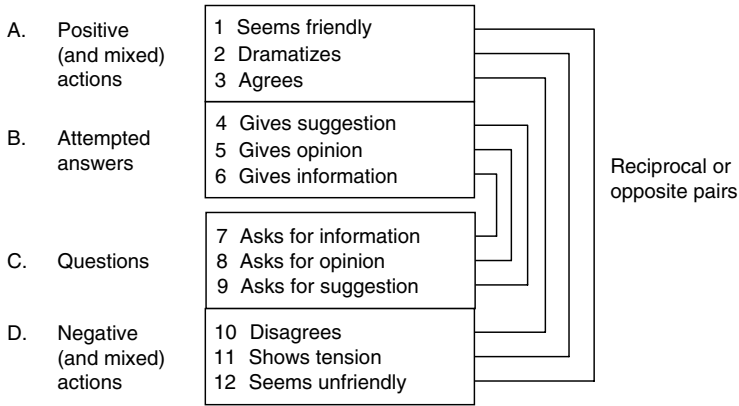 A. Positive
(and mixed)
actions
1 Seems friendly
2 Dramatizes
3 Agrees
B. Attempted
answers
4 Gives suggestion
5 Gives opinion
6 Gives information
Reciprocal or
opposite pairs
C. Questions
7 Asks for information
8 Asks for opinion
9 Asks for suggestion
D. Negative
(and mixed)
actions
10 Disagrees
11 Shows tension
12 Seems unfriendly